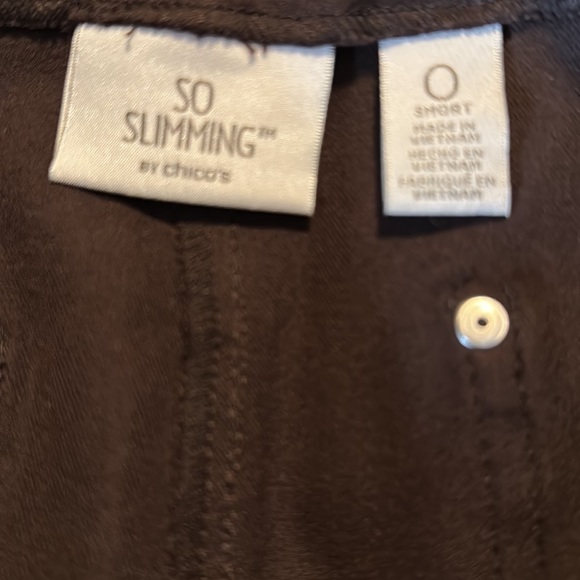 SO
SLIMMING™
BY chico's
0
SHORT
MADE IN
VIETNAM
HECHO EN
VIETNAM
FABRIQUÉ EN
VIETNAM